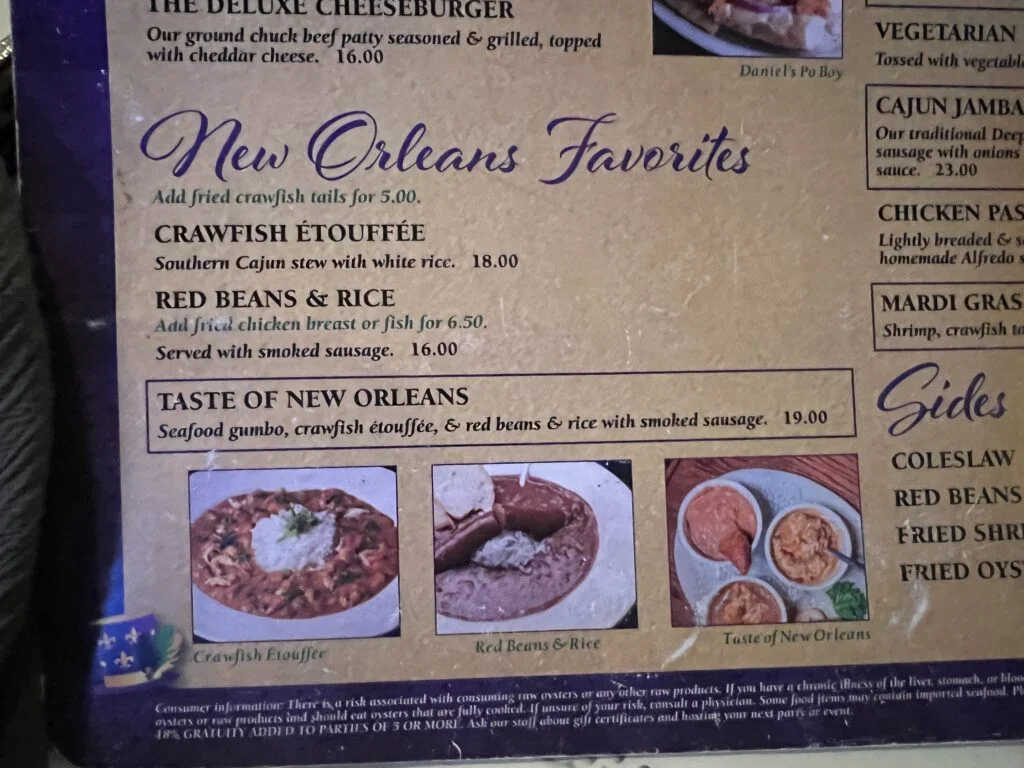 THE DELUXE CHEESEBURGER
Our ground chuck beef patty seasoned & grilled, topped
with cheddar cheese. 16.00
Daniel's Po Boy
New Orleans Favorites
Add fried crawfish tails for 5.00.
CRAWFISH ÉTOUFFÉE
Southern Cajun stew with white rice. 18.00
RED BEANS & RICE
Add fried chicken breast or fish for 6.50.
Served with smoked sausage. 16.00
TASTE OF NEW ORLEANS
Seafood gumbo, crawfish étouffée, & red beans & rice with smoked sausage. 19.00
Crawfish Étouffée
Red Beans & Rice
Taste of New Orleans
VEGETARIAN
Tossed with
CAJUN
Our traditional
sausage with onions
sauce. 23.00
CHICKEN
Lightly breaded &
homemade Alfredo
MARDI GRAS
Shrimp, crawfish
Sides
COLESLAW
RED BEANS
FRIED
FRIED
Consumer information: There is a risk associated with consuming raw oysters or any other raw products. If you have a chronic illness of the liver, stomach, or
oysters or raw products and should eat oysters that are fully cooked. If unsure of your risk, consult a physician. Some food items may contain imported seafood.
18% GRATUITY ADDED TO PARTIES OF 5 OR MORE. Ask our staff about gift certificates and hosting your next party or event.